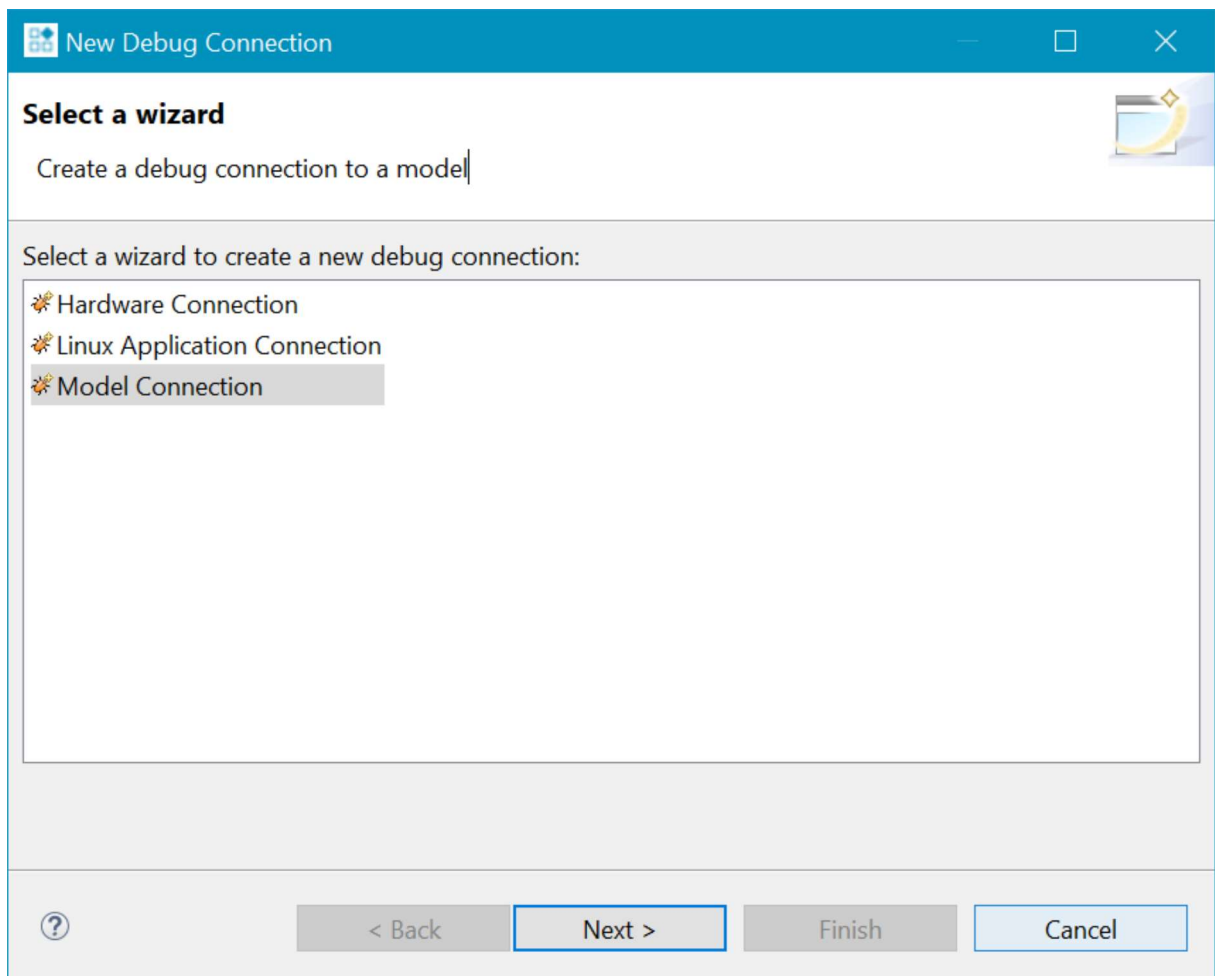 New Debug Connection
Select a wizard
Create a debug connection to a model
Select a wizard to create a new debug connection:
Hardware Connection
Linux Application Connection
Model Connection
? < Back Next > Finish Cancel